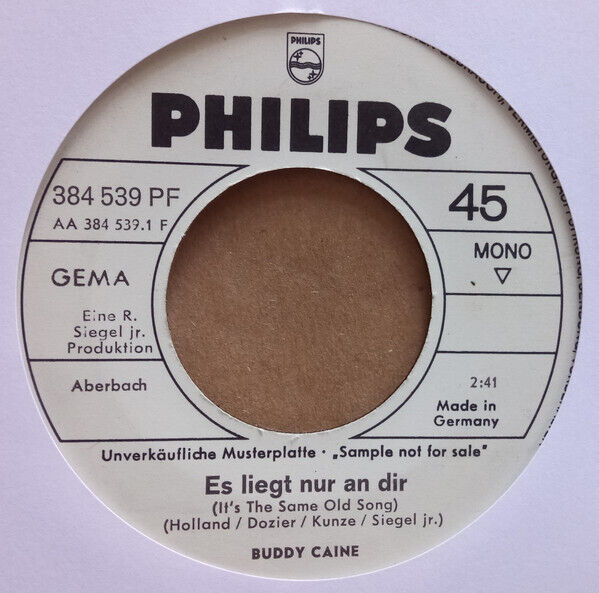 PHILIPS
PHILIPS
384 539 PF
AA 384 539.1 F
45
MONO
GEMA
Eine R.
Siegel jr.
Produktion
Aberbach
2:41
Made in
Germany
Unverkäufliche Musterplatte · „Sample not for sale"
Es liegt nur an dir
(It's The Same Old Song)
(Holland / Dozier / Kunze / Siegel jr.)
BUDDY CAINE